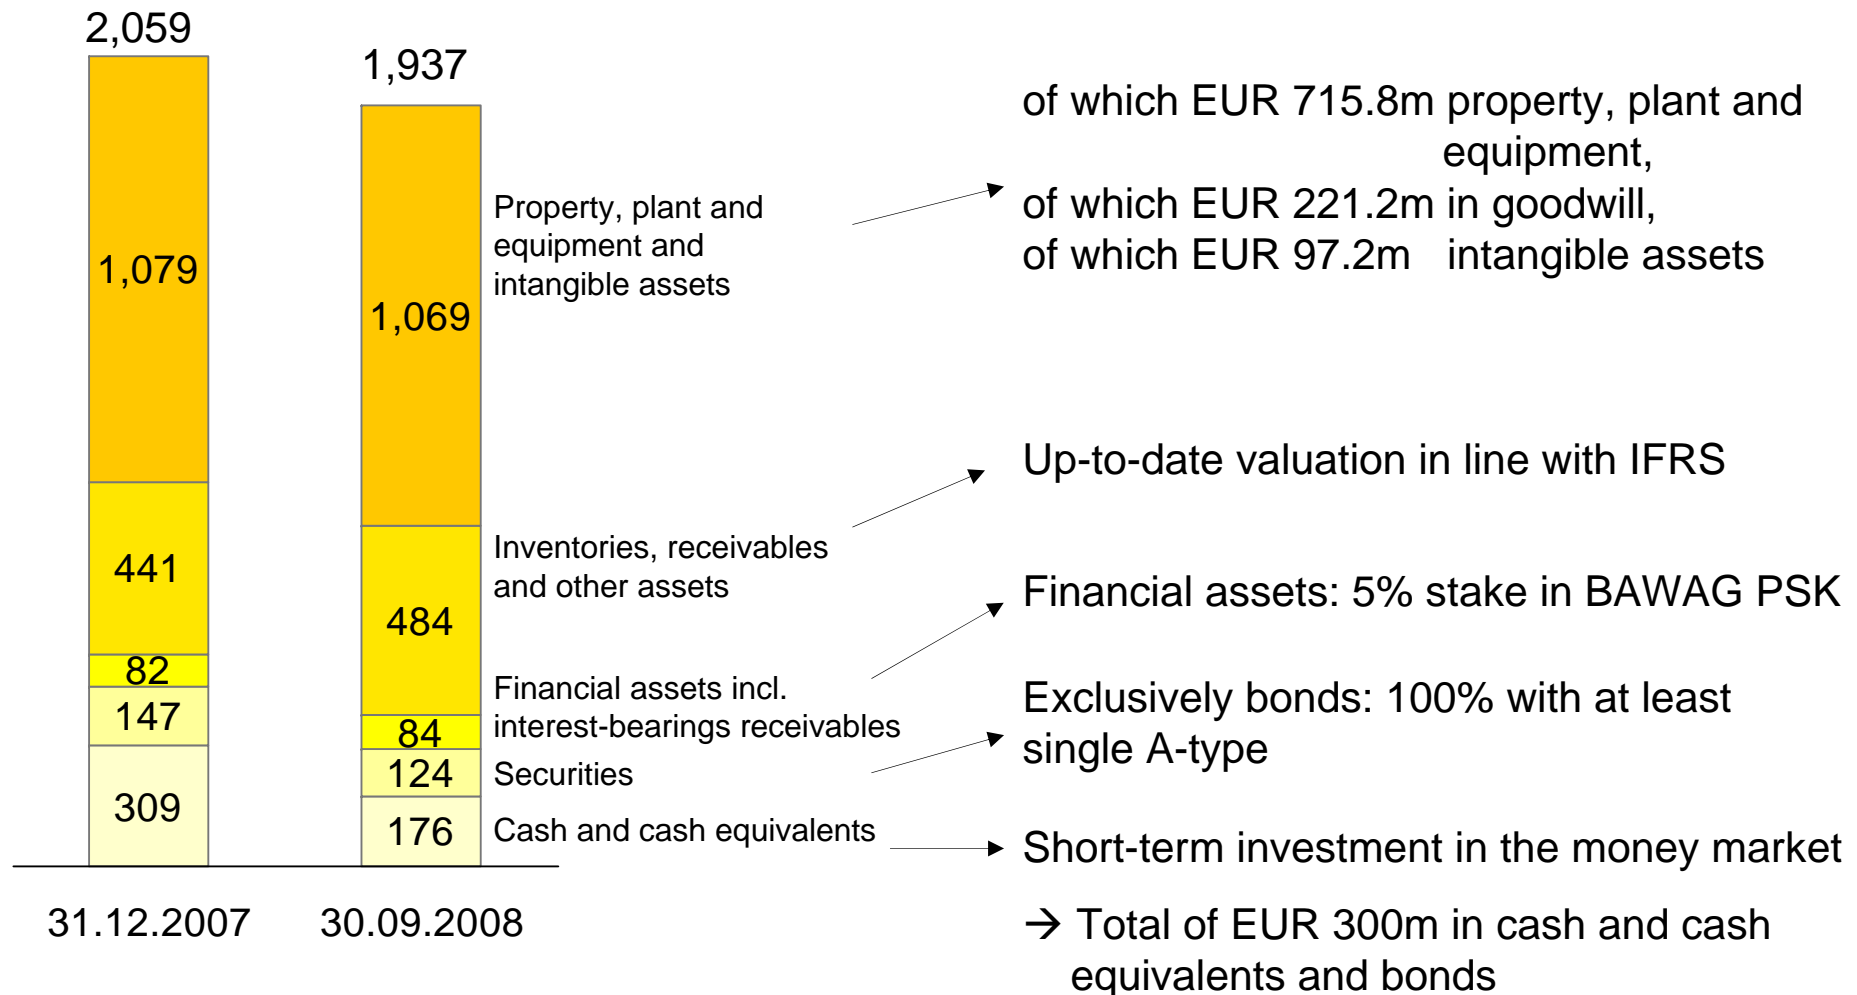 2,059
1,937
1,079
441
82
147
309
1,069
484
84
124
176
31.12.2007
30.09.2008
Property, plant and
equipment and
intangible assets
Inventories, receivables
and other assets
Financial assets incl.
interest-bearings receivables
Securities
Cash and cash equivalents
of which EUR 715.8m property, plant and
equipment,
of which EUR 221.2m in goodwill,
of which EUR 97.2m intangible assets
Up-to-date valuation in line with IFRS
Financial assets: 5% stake in BAWAG PSK
Exclusively bonds: 100% with at least
single A-type
Short-term investment in the money market
→ Total of EUR 300m in cash and cash
equivalents and bonds